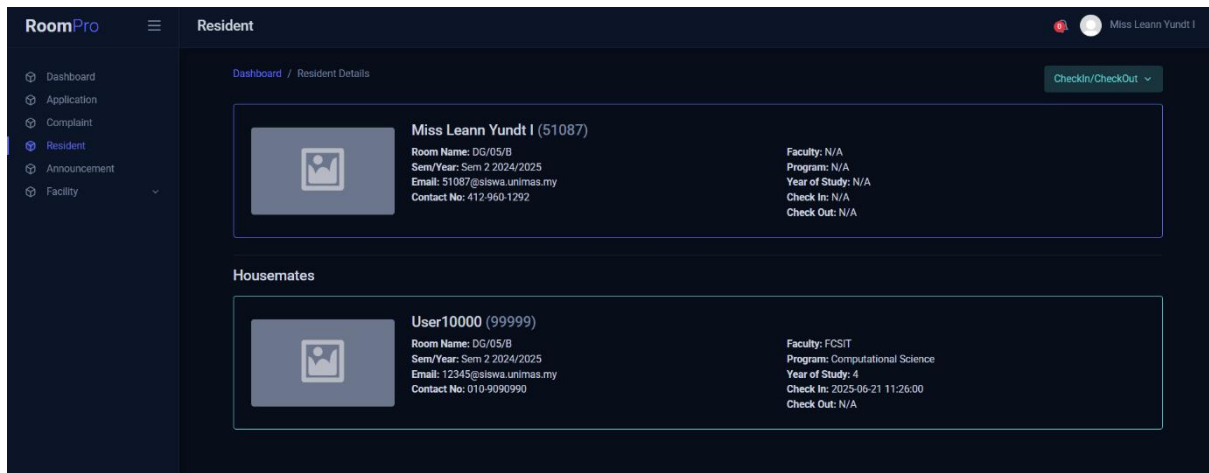 RoomPro
Resident
0
Miss Leann Yundt I
Dashboard
Application
Complaint
Resident
Announcement
Facility
Dashboard / Resident Details
CheckIn/CheckOut
Miss Leann Yundt I (51087)
Room Name: DG/05/B
Sem/Year: Sem 2 2024/2025
Email: 51087@siswa.unimas.my
Contact No: 412-960-1292
Faculty: N/A
Program: N/A
Year of Study: N/A
Check In: N/A
Check Out: N/A
Housemates
User10000 (99999)
Room Name: DG/05/B
Sem/Year: Sem 2 2024/2025
Email: 12345@siswa.unimas.my
Contact No: 010-9090990
Faculty: FCSIT
Program: Computational Science
Year of Study: 4
Check In: 2025-06-21 11:26:00
Check Out: N/A